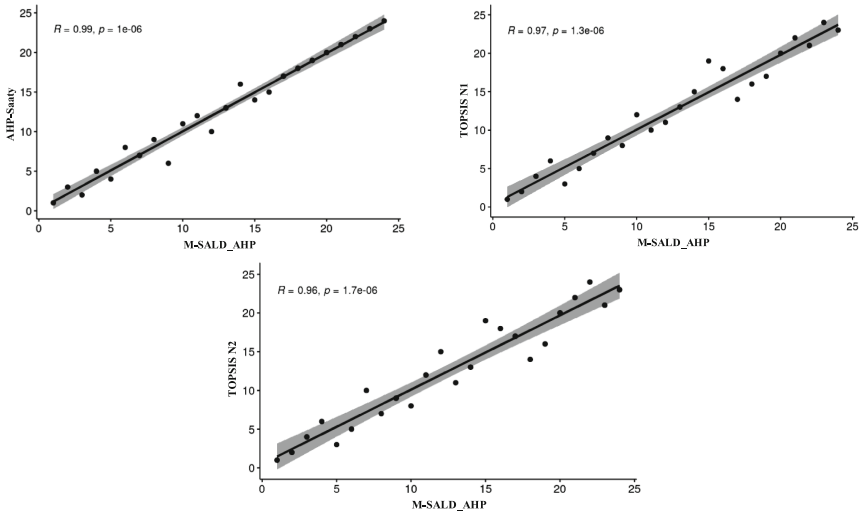 R = 0.99, p = 1e-06
AHP-Saaty
25
20
15
10
5
0
0 5 10 15 20 25
M-SALD_AHP
R = 0.97, p = 1.3e-06
TOPSIS N1
25
20
15
10
5
0
0 5 10 15 20 25
M-SALD_AHP
R = 0.96, p = 1.7e-06
TOPSIS N2
25
20
15
10
5
0
0 5 10 15 20 25
M-SALD_AHP